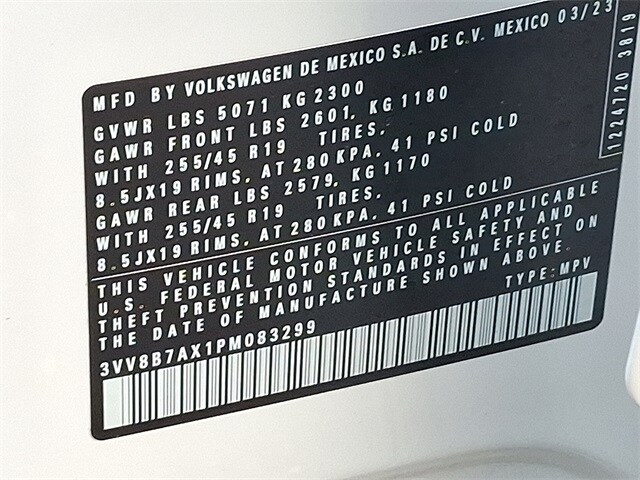 MFD BY VOLKSWAGEN DE MEXICO S.A. DE C.V. MEXICO 03/23
GVWR LBS 5071 KG 2300
GAWR FRONT LBS 2601, KG 1180
WITH 255/45 R19 TIRES,
8.5JX19 RIMS, AT 280 KPA, 41 PSI COLD
GAWR REAR LBS 2579, KG 1170
WITH 255/45 R19 TIRES,
8.5JX19 RIMS, AT 280 KPA, 41 PSI COLD
THIS VEHICLE CONFORMS TO ALL APPLICABLE
U.S. FEDERAL MOTOR VEHICLE SAFETY AND
THEFT PREVENTION STANDARDS IN EFFECT ON
THE DATE OF MANUFACTURE SHOWN ABOVE.
3VV8B7AX1PM083299 TYPE: MPV
1224720 3819